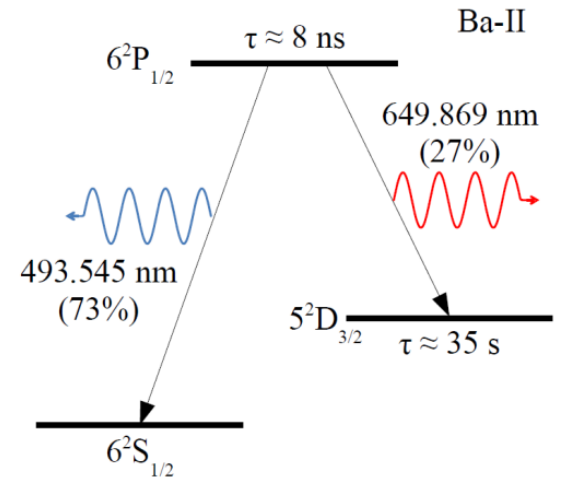 Ba-II
τ ≈ 8 ns
6²P₁/₂
649.869 nm
(27%)
493.545 nm
(73%)
5²D₃/₂
τ ≈ 35 s
6²S₁/₂